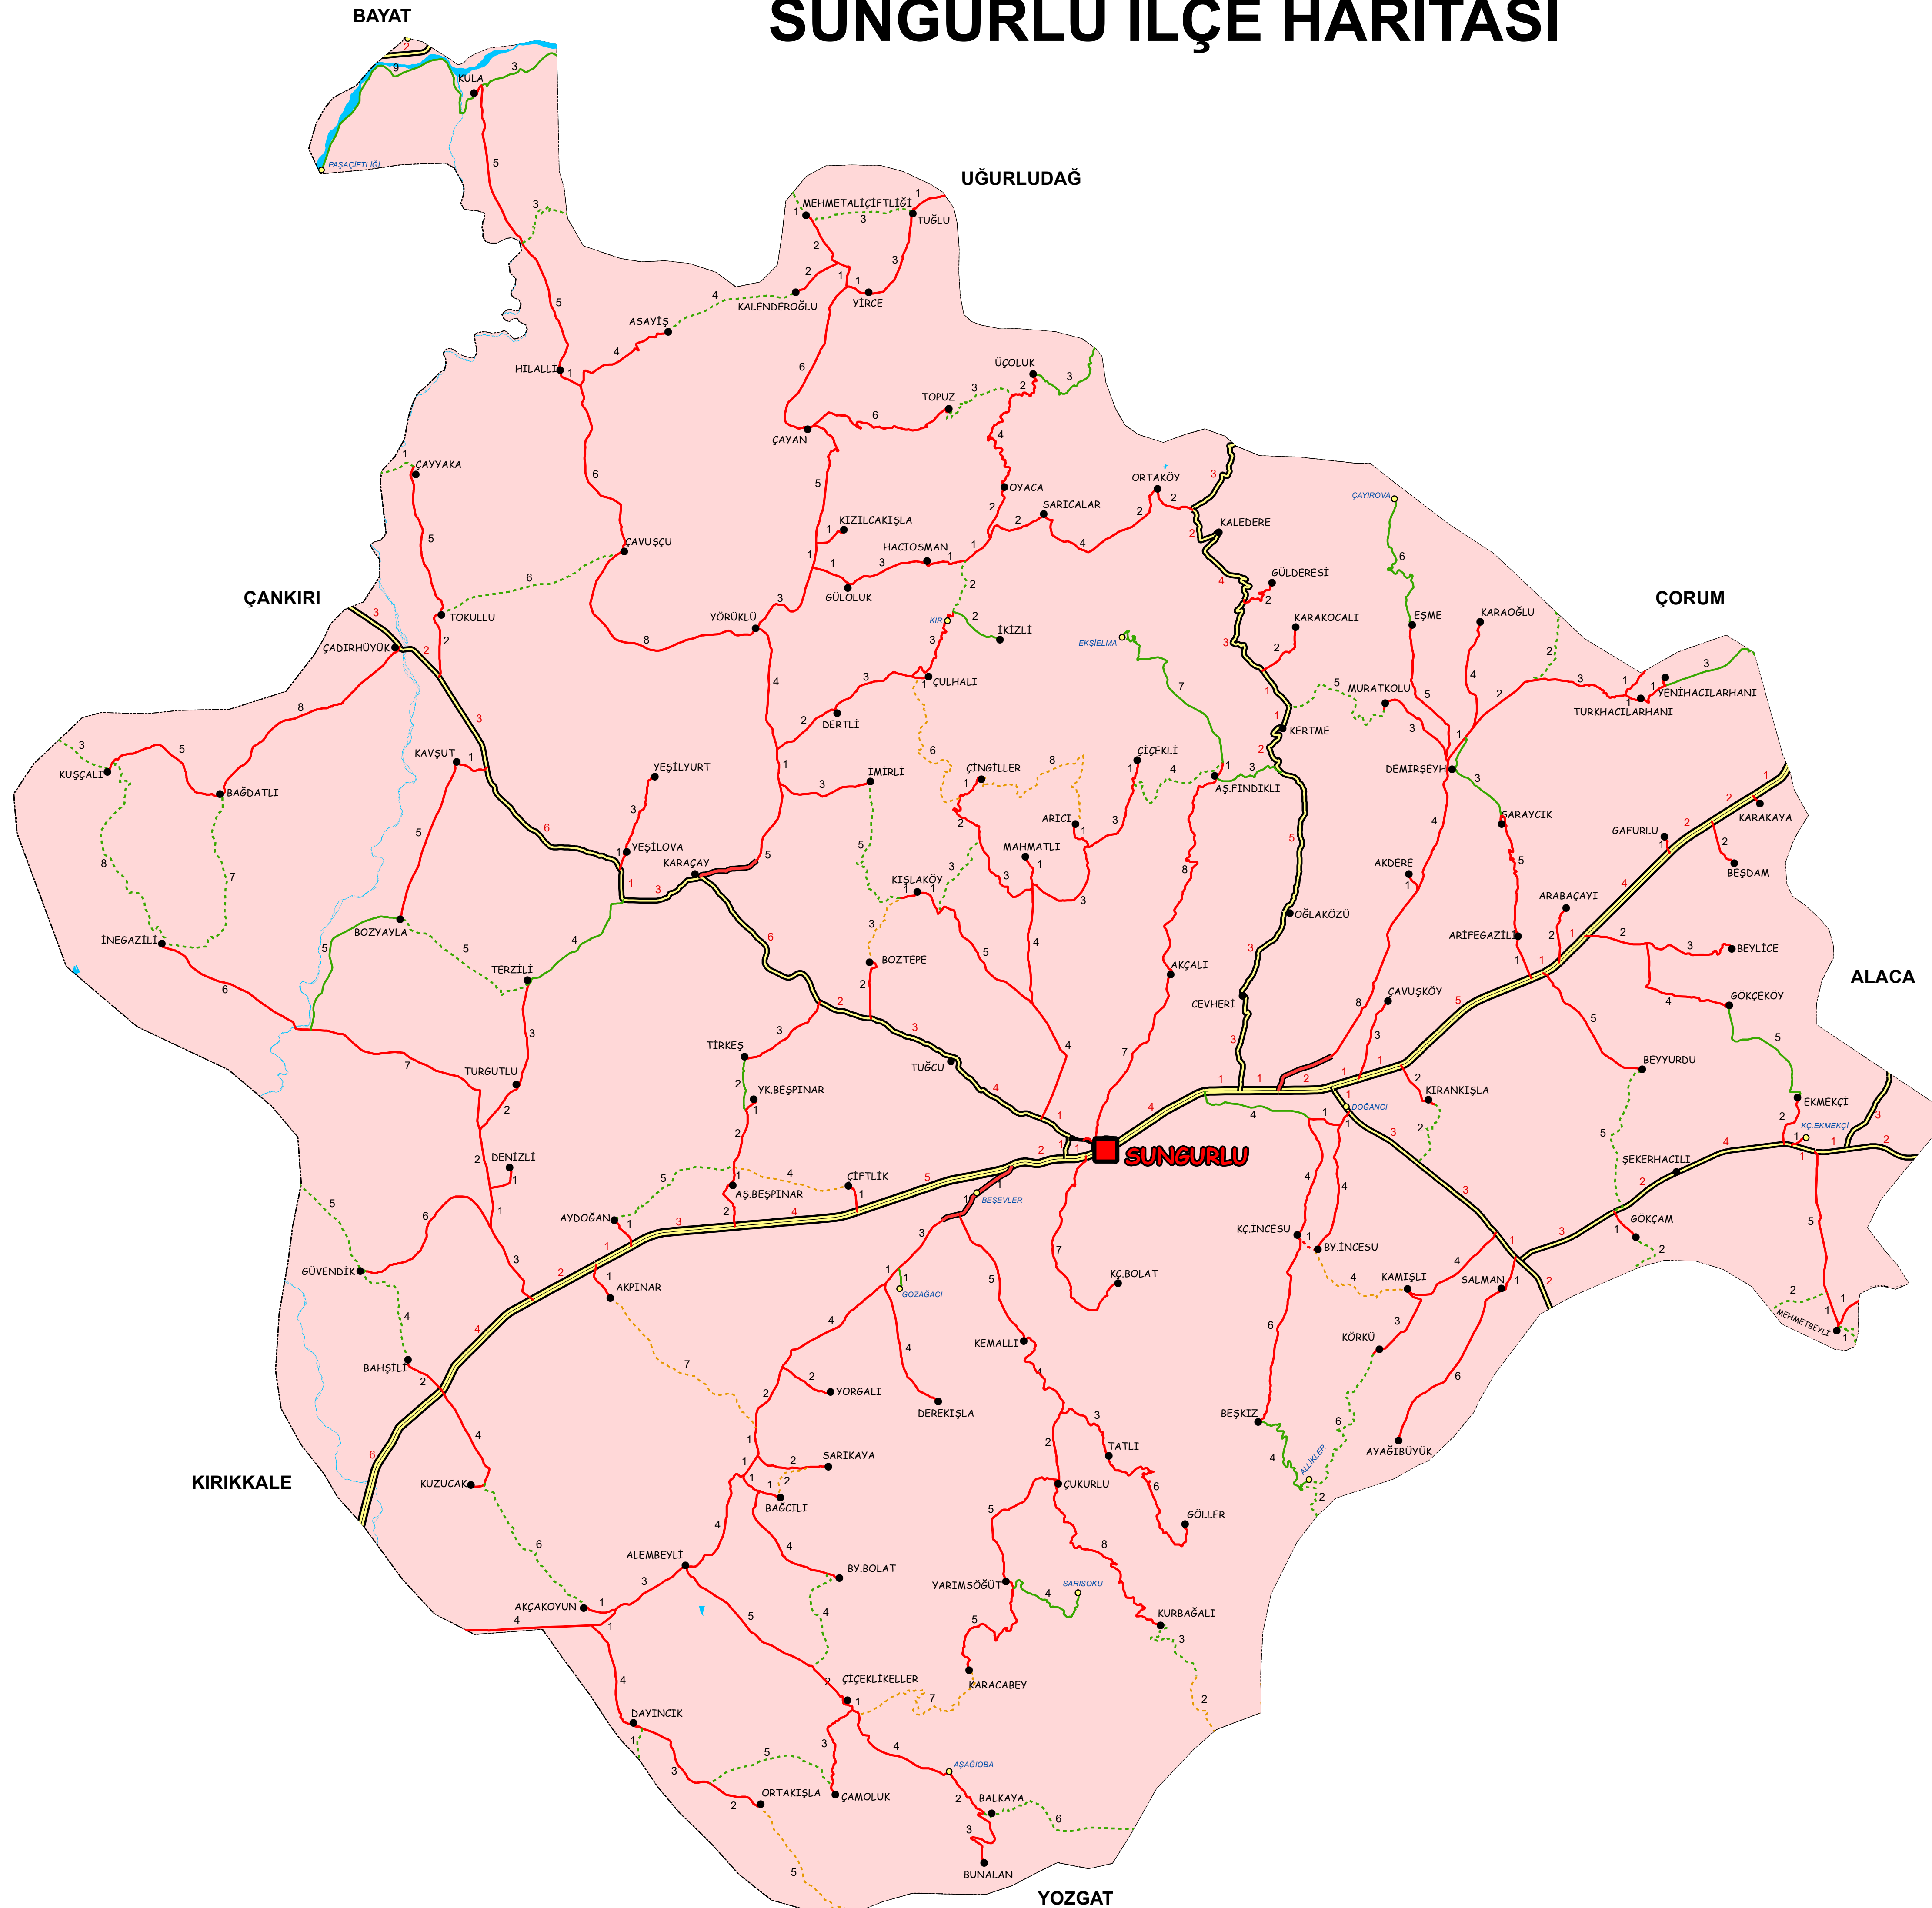 SUNGURLU İLÇE HARİTASI
BAYAT
KULA
PAŞAÇİFTLİĞİ
UĞURLUDAĞ
MEHMETALİÇİFTLİĞİ
TUĞLU
KALENDEROĞLU
YİRCE
ASAYİŞ
HİLALLİ
ÜÇOLUK
TOPUZ
ÇAYAN
ÇAYYAKA
OYACA
ORTAKÖY
SARICALAR
ÇAYIROVA
KIZILCAKIŞLA
KALEDERE
ÇAVUŞÇU
HACIOSMAN
GÜLOLUK
GÜLDERESİ
ÇANKIRI
ÇORUM
TOKULLU
YÖRÜKLÜ
KIR
İKİZLİ
EKŞİELMA
KARAKOCALI
EŞME
KARAOĞLU
ÇADIRHÜYÜK
ÇULHALI
MURATKOLU
YENİHACILARHANI
TÜRKHACILARHANI
DERTLİ
KERTME
KAVŞUT
YEŞİLYURT
İMİRLİ
ÇİNGİLLER
ÇİÇEKLİ
AŞ.FINDIKLI
DEMİRŞEYH
KUŞÇALI
BAĞDATLI
ARICI
SARAYCIK
KARAKAYA
GAFURLU
YEŞİLOVA
KARAÇAY
MAHMATLI
AKDERE
BEŞDAM
KIŞLAKÖY
ARABAÇAYI
BOZYAYLA
OĞLAKÖZÜ
İNEGAZİLİ
ARİFEGAZİLİ
BEYLİCE
TERZİLİ
BOZTEPE
AKÇALI
ALACA
CEVHERİ
ÇAVUŞKÖY
GÖKÇEKÖY
TİRKEŞ
TUĞCU
TURGUTLU
BEYYURDU
YK.BEŞPINAR
KIRANKIŞLA
DOĞANCI
EKMEKÇİ
KÇ.EKMEKÇİ
SUNGURLU
DENİZLİ
ŞEKERHACILI
AŞ.BEŞPINAR
ÇİFTLİK
BEŞEVLER
AYDOĞAN
GÖKÇAM
KÇ.İNCESU
BY.İNCESU
GÜVENDİK
AKPINAR
KÇ.BOLAT
KAMIŞLI
SALMAN
GÖZAĞACI
MEHMETBEYLİ
KEMALLI
KÖRKÜ
BAHŞİLİ
YORGALI
DEREKIŞLA
BEŞKIZ
TATLI
AYAĞIBÜYÜK
SARIKAYA
ALLIKLER
KIRIKKALE
KUZUCAK
BAĞCILI
ÇUKURLU
GÖLLER
ALEMBEYLİ
BY.BOLAT
YARIMSÖĞÜT
SARISOKU
AKÇAKOYUN
KURBAĞALI
ÇİÇEKLİKELLER
KARACABEY
DAYINCIK
AŞAĞIOBA
ORTAKIŞLA
ÇAMOLUK
BALKAYA
BUNALAN
YOZGAT